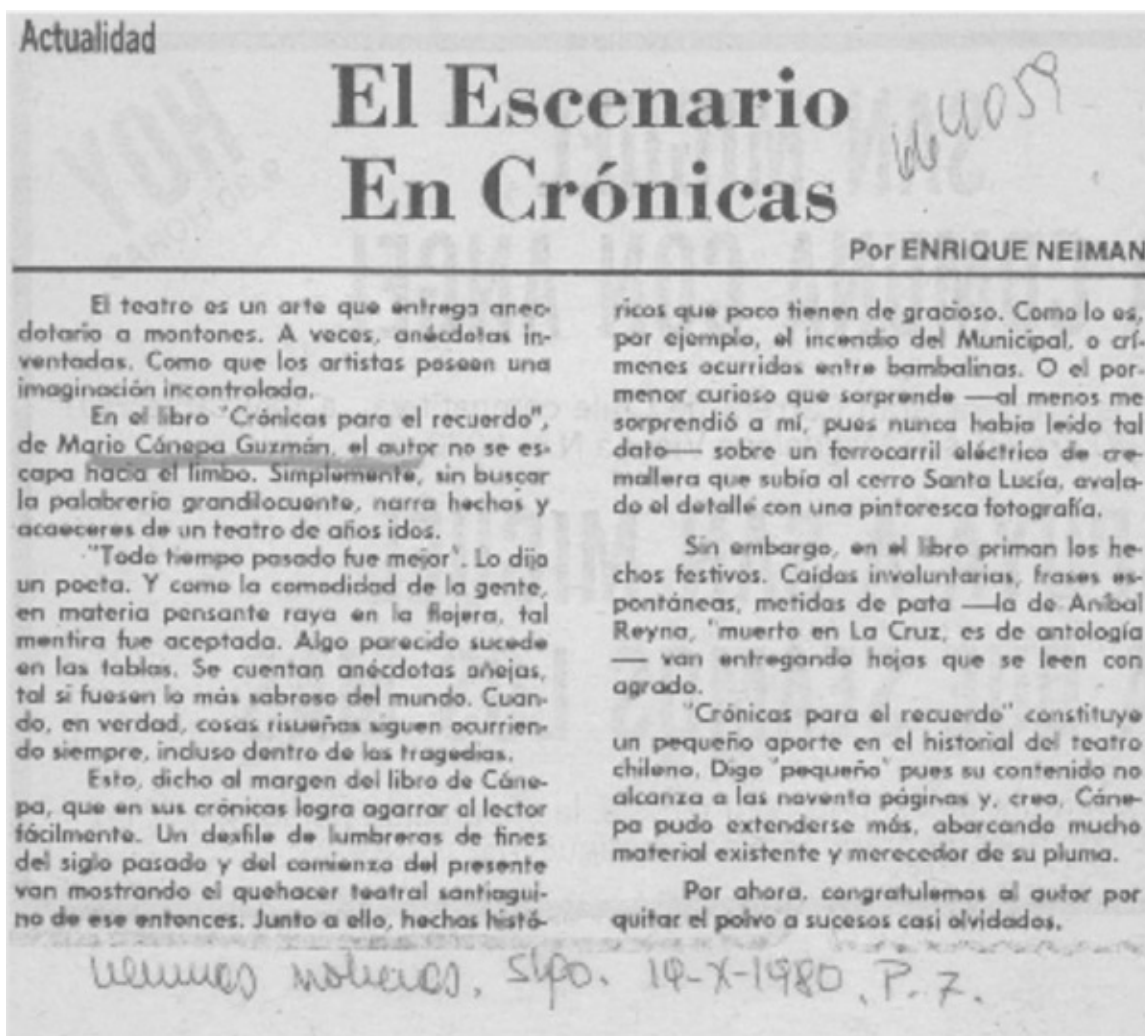 Actualidad
El Escenario
En Crónicas
Por ENRIQUE NEIMAN
El teatro es un arte que entrega anec-
dotario a montones. A veces, anécdotas in-
ventadas. Como que los artistas poseen una
imaginación incontrolada.
En el libro "Crónicas para el recuerdo",
de Mario Cánepa Guzmán, el autor no se es-
capa hacia el limbo. Simplemente, sin buscar
la palabrería grandilocuente, narra hechos y
acaeceres de un teatro de años idos.
"Todo tiempo pasado fue mejor". Lo dijo
un poeta. Y como la comodidad de la gente,
en materia pensante raya en la flojera, tal
mentira fue aceptada. Algo parecido sucede
en las tablas. Se cuentan anécdotas añejas,
tal si fuesen lo más sabroso del mundo. Cuan-
do, en verdad, cosas risueñas siguen ocurrien-
do siempre, incluso dentro de las tragedias.
Esto, dicho al margen del libro de Cáne-
pa, que en sus crónicas logra agarrar al lector
fácilmente. Un desfile de lumbreras de fines
del siglo pasado y del comienzo del presente
van mostrando el quehacer teatral santiagui-
no de ese entonces. Junto a ello, hechos histó-
ricos que poco tienen de gracioso. Como lo es,
por ejemplo, el incendio del Municipal, o crí-
menes ocurridos entre bambalinas. O el por-
menor curioso que sorprende —al menos me
sorprendió a mí, pues nunca había leído tal
dato— sobre un ferrocarril eléctrico de cre-
mallera que subía al cerro Santa Lucía, avala-
do el detalle con una pintoresca fotografía.
Sin embargo, en el libro priman los he-
chos festivos. Caídas involuntarias, frases es-
pontáneas, metidas de pata —la de Aníbal
Reyna, "muerto en La Cruz, es de antología
— van entregando hojas que se leen con
agrado.
"Crónicas para el recuerdo" constituye
un pequeño aporte en el historial del teatro
chileno. Digo "pequeño" pues su contenido no
alcanza a las noventa páginas y, creo, Cáne-
pa pudo extenderse más, abarcando mucho
material existente y merecedor de su pluma.
Por ahora, congratulemos al autor por
quitar el polvo a sucesos casi olvidados.
noticias, Stgo. 14-X-1980, P. 7.